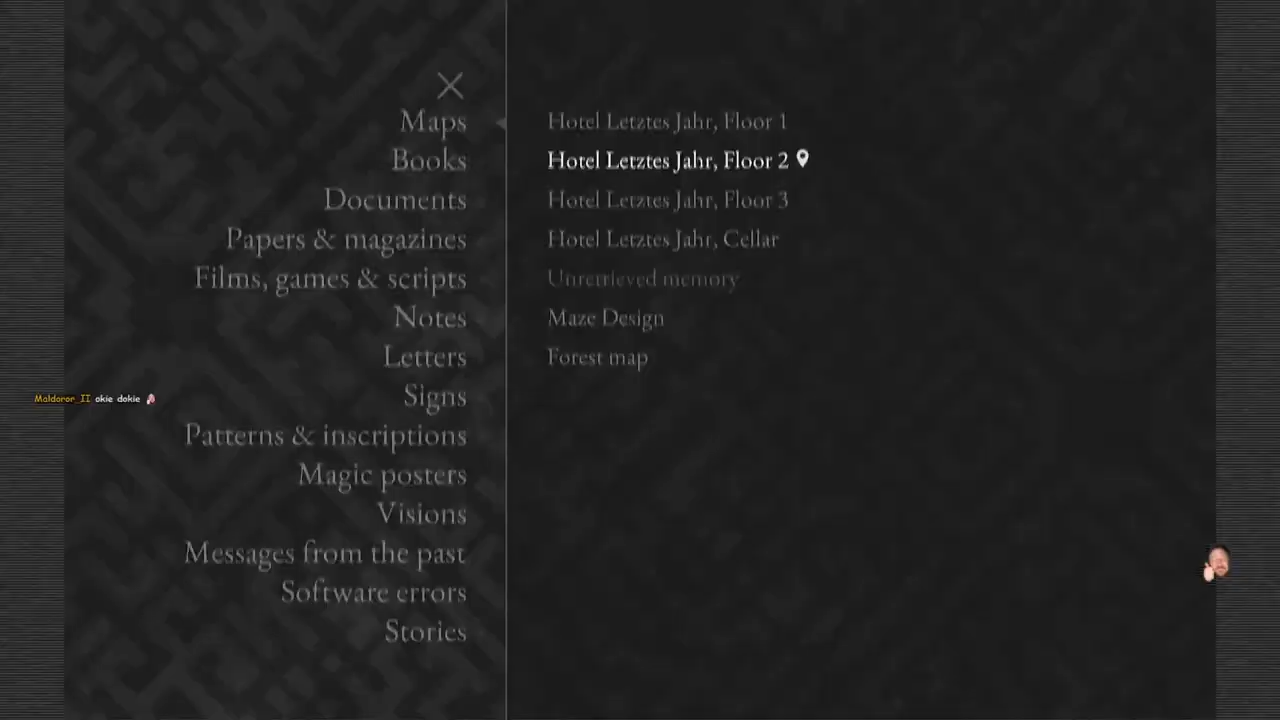 Maps
Books
Documents
Papers & magazines
Films, games & scripts
Notes
Letters
Signs
Patterns & inscriptions
Magic posters
Visions
Messages from the past
Software errors
Stories
Hotel Letztes Jahr, Floor 1
Hotel Letztes Jahr, Floor 2
Hotel Letztes Jahr, Floor 3
Hotel Letztes Jahr, Cellar
Unretrieved memory
Maze Design
Forest map
Maldoror_II okie dokie